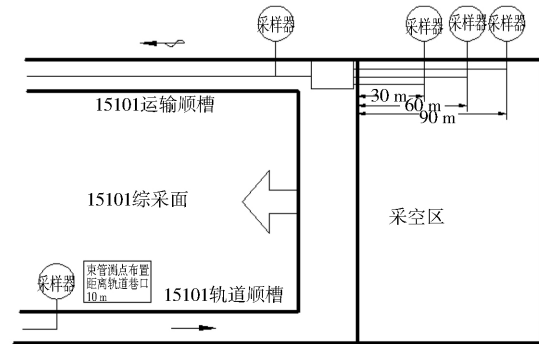 采样器
采样器
采样器
采样器
30 m
60 m
90 m
15101运输顺槽
15101综采面
采空区
采样器
束管测点布置
距离轨道巷口
10 m
15101轨道顺槽